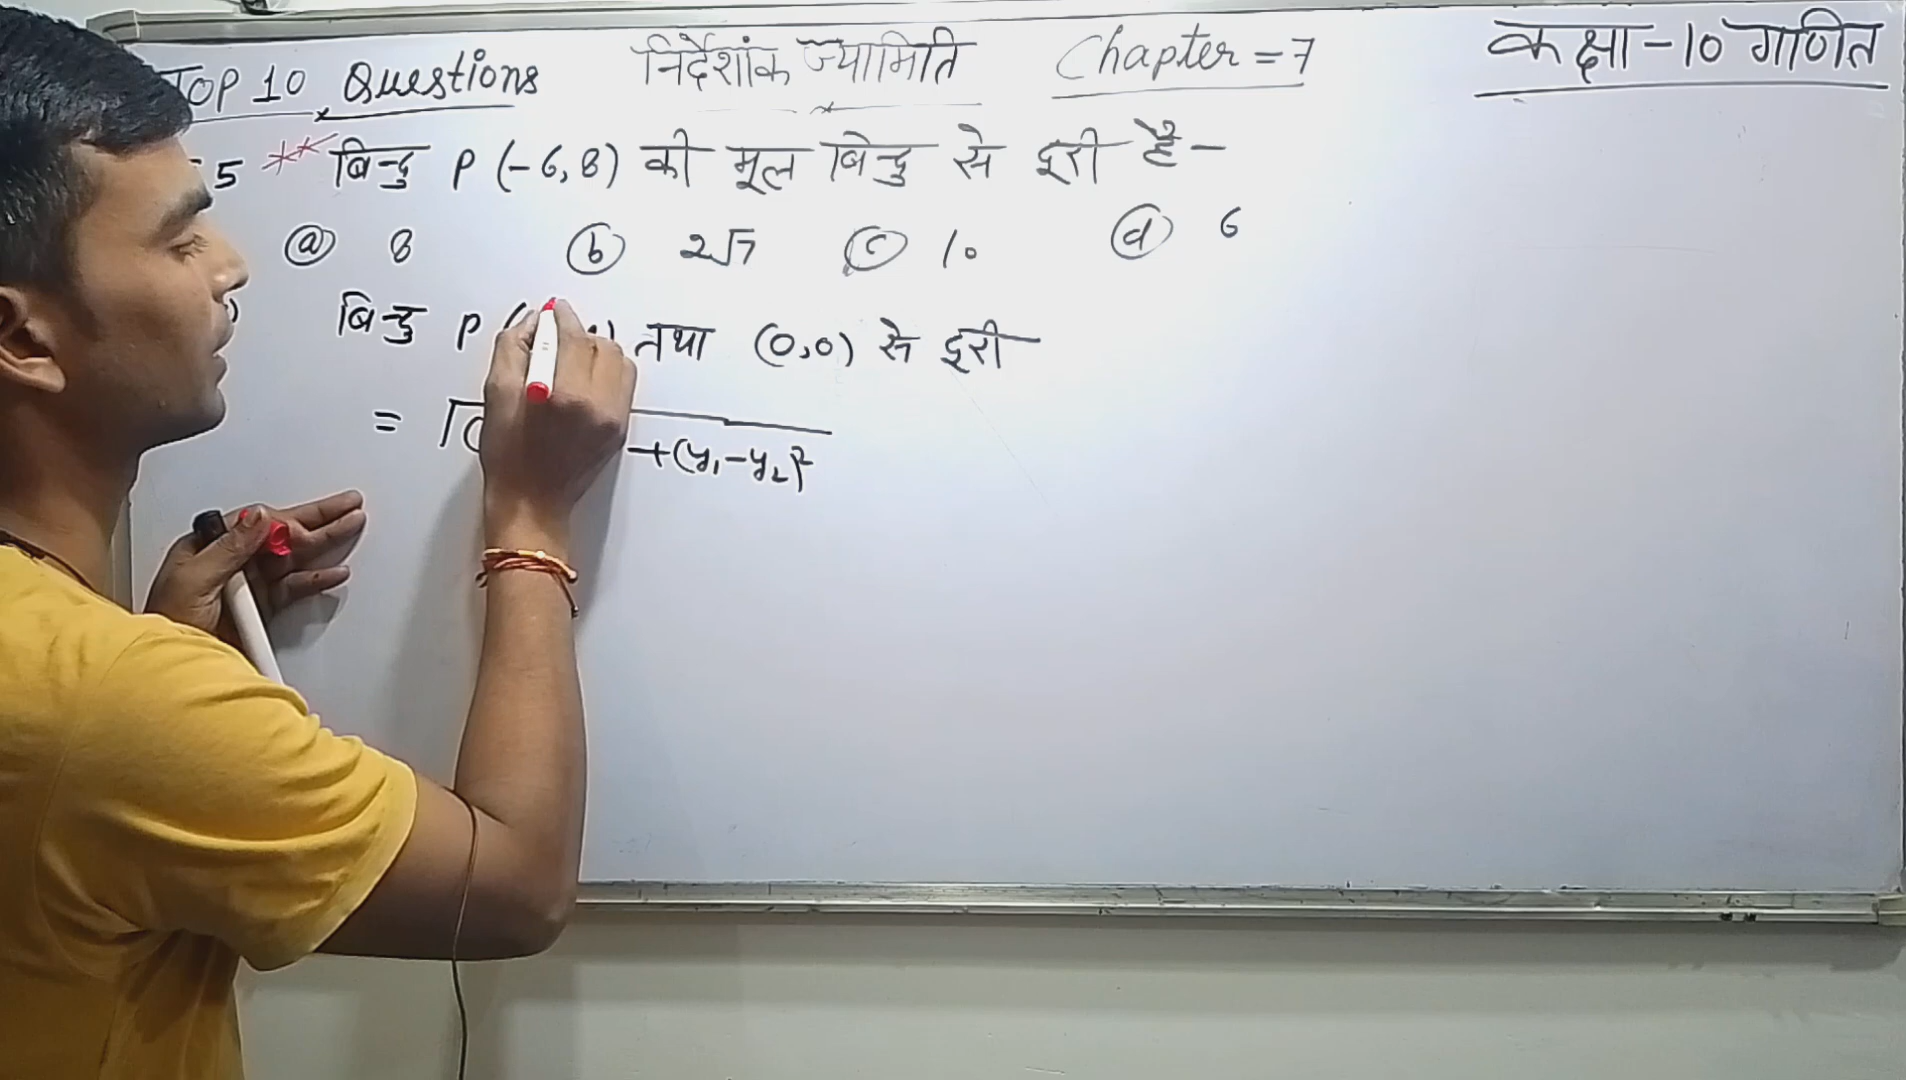 TOP 10 Questions निर्देशांक ज्यामिति Chapter = 7 कक्षा - 10 गणित
5 ** बिन्दु P (-6,8) की मूल बिन्दु से दूरी है -
(a) 8 (b) 2√7 (c) 10 (d) 6
बिन्दु P ( ) तथा (0,0) से दूरी
= √( +(y₁-y₂)²